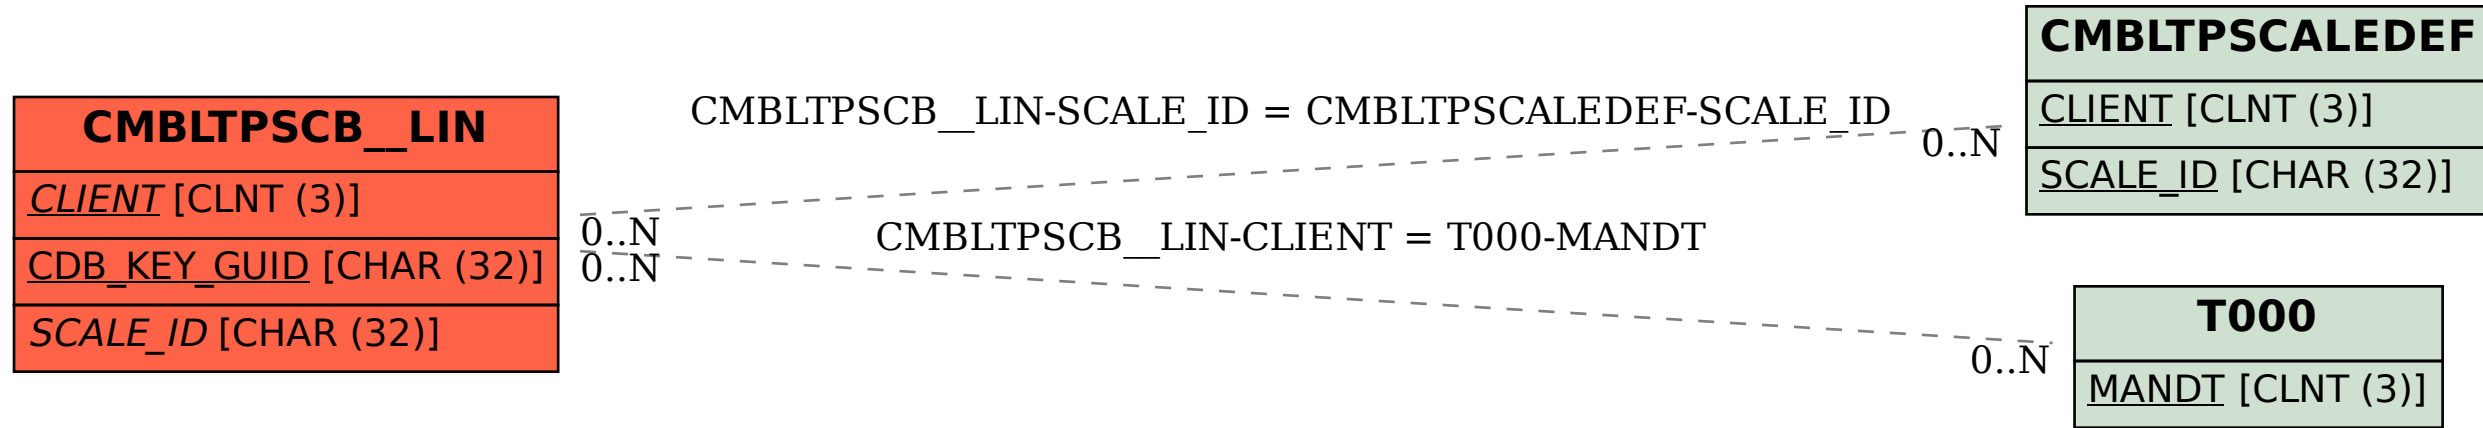 CMBLTPSCB__LIN
CLIENT [CLNT (3)]
CDB_KEY_GUID [CHAR (32)]
SCALE_ID [CHAR (32)]
CMBLTPSCB__LIN-SCALE_ID = CMBLTPSCALEDEF-SCALE_ID
0..N
0..N
CMBLTPSCB__LIN-CLIENT = T000-MANDT
0..N
0..N
CMBLTPSCALEDEF
CLIENT [CLNT (3)]
SCALE_ID [CHAR (32)]
T000
MANDT [CLNT (3)]